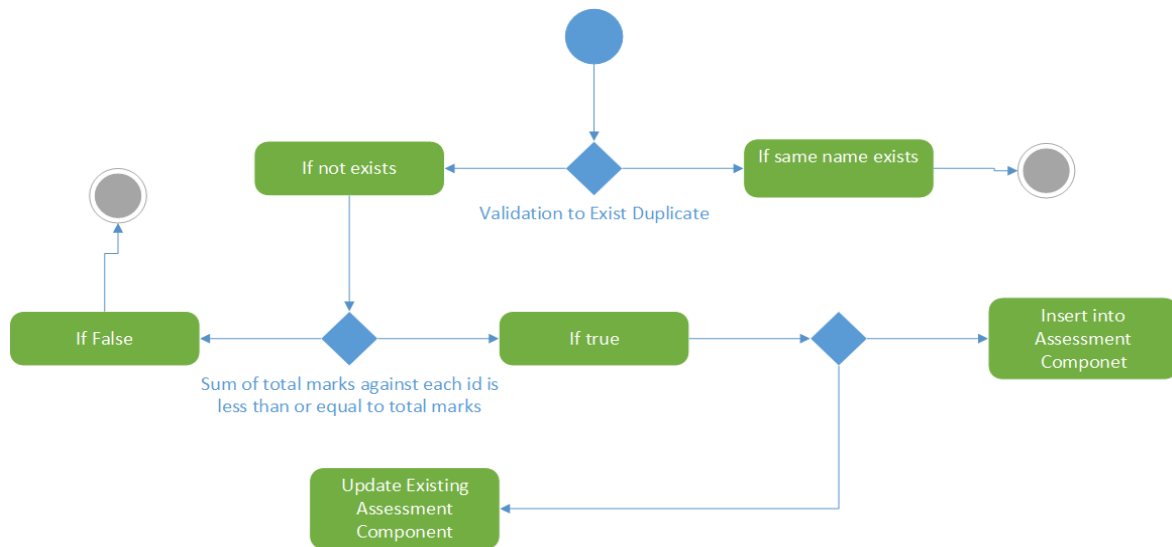 If not exists
If same name exists
Validation to Exist Duplicate
If False
If true
Insert into
Assessment
Componet
Sum of total marks against each id is
less than or equal to total marks
Update Existing
Assessment
Component